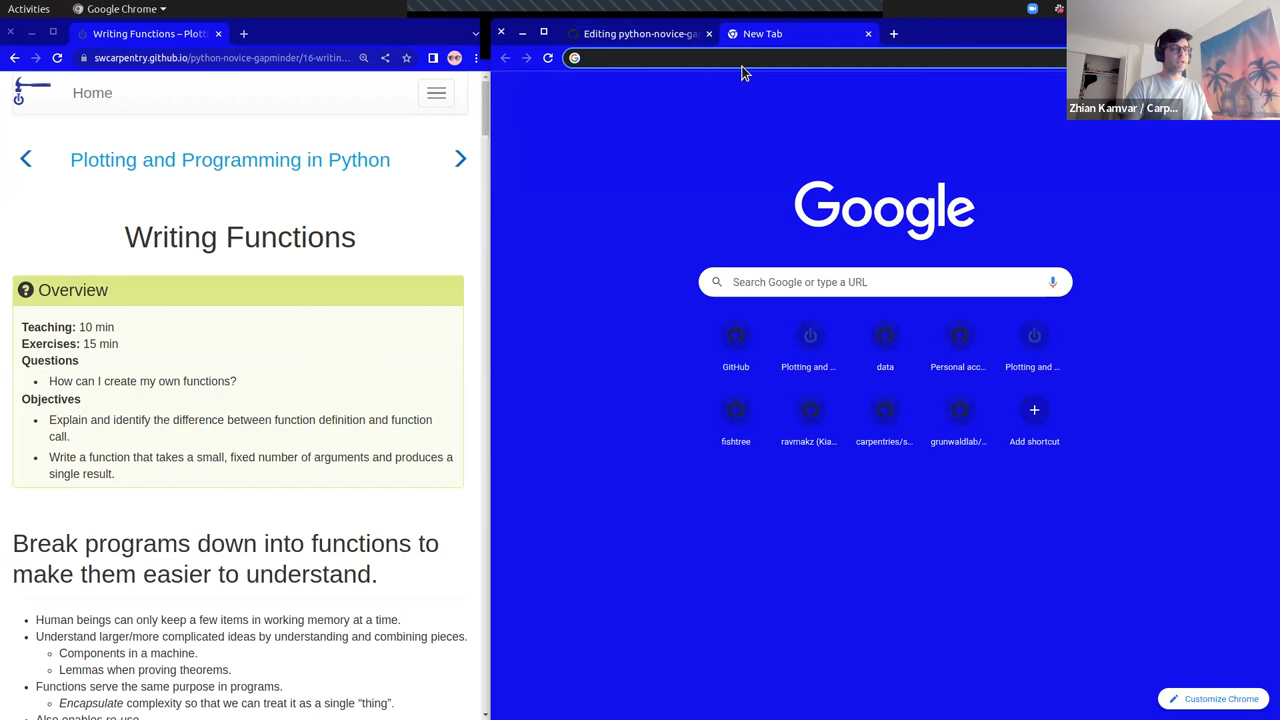 Activities
Google Chrome
Writing Functions – Plott
Editing python-novice-gap
New Tab
swcarpentry.github.io/python-novice-gapminder/16-writin...
Zhian Kamvar / Carp...
Home
Plotting and Programming in Python
Writing Functions
Overview
Teaching: 10 min
Exercises: 15 min
Questions
How can I create my own functions?
Objectives
Explain and identify the difference between function definition and function
call.
Write a function that takes a small, fixed number of arguments and produces a
single result.
Break programs down into functions to
make them easier to understand.
Human beings can only keep a few items in working memory at a time.
Understand larger/more complicated ideas by understanding and combining pieces.
Components in a machine.
Lemmas when proving theorems.
Functions serve the same purpose in programs.
Encapsulate complexity so that we can treat it as a single “thing”.
Also enables re-use.
Google
Search Google or type a URL
GitHub
Plotting and ...
data
Personal acc...
Plotting and ...
fishtree
ravmakz (Kia...
carpentries/s...
grunwaldlab/...
Add shortcut
Customize Chrome